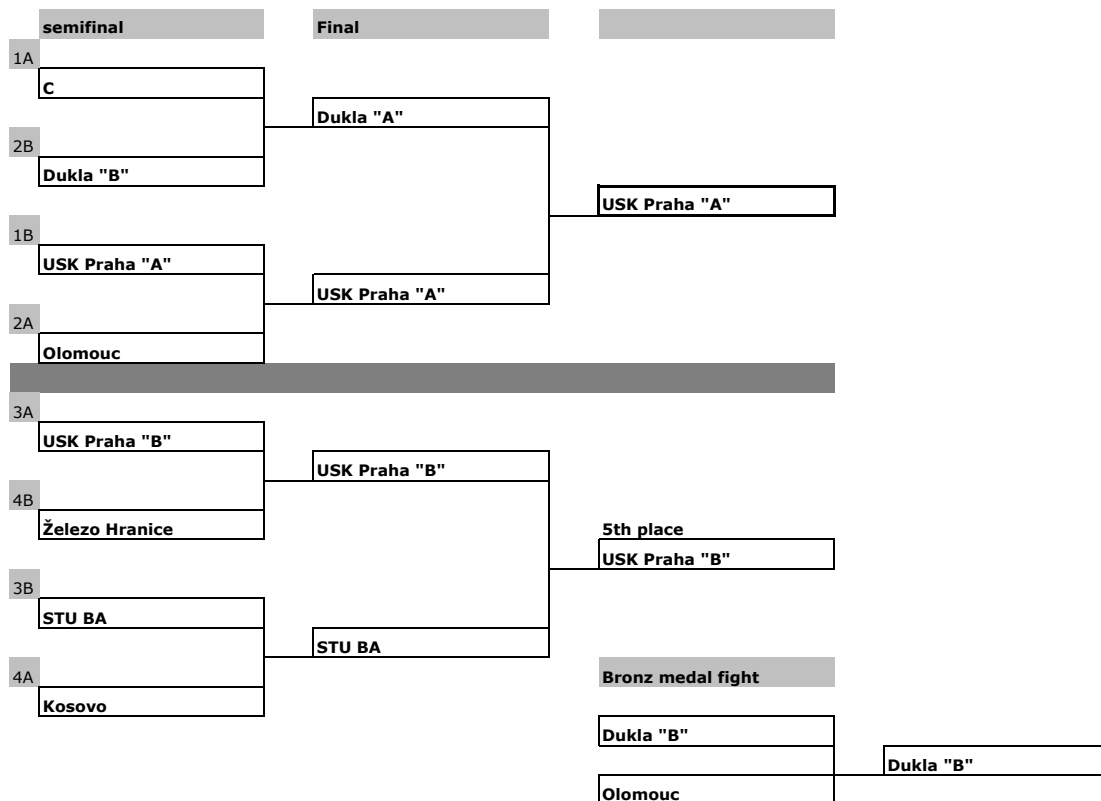 semifinal Final
1A
C
Dukla "A"
2B
Dukla "B"
USK Praha "A"
1B
USK Praha "A"
USK Praha "A"
2A
Olomouc
3A
USK Praha "B"
USK Praha "B"
4B
Železo Hranice 5th place
USK Praha "B"
3B
STU BA
STU BA
4A Bronz medal fight
Kosovo
Dukla "B"
Dukla "B"
Olomouc